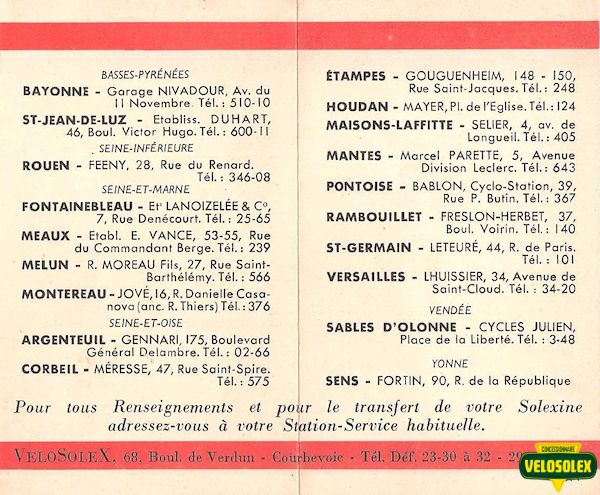 BASSES-PYRÉNÉES
BAYONNE - Garage NIVADOUR, Av. du
11 Novembre. Tél. : 510-10
ST-JEAN-DE-LUZ - Etabliss. DUHART,
46, Boul. Victor Hugo. Tél. : 600-11
SEINE-INFÉRIEURE
ROUEN - FEENY, 28, Rue du Renard.
Tél. : 346-08
SEINE-ET-MARNE
FONTAINEBLEAU - Etˢ LANOIZELÉE & Cº,
7, Rue Denécourt. Tél. : 25-65
MEAUX - Etabl. E. VANCE, 53-55, Rue
du Commandant Berge. Tél. : 239
MELUN - R. MOREAU Fils, 27, Rue Saint-
Barthélémy. Tél. : 566
MONTEREAU - JOVÉ, 16, R. Danielle Casa-
nova (anc. R. Thiers) Tél. : 376
SEINE-ET-OISE
ARGENTEUIL - GENNARI, 175, Boulevard
Général Delambre. Tél. : 02-66
CORBEIL - MÉRESSE, 47, Rue Saint-Spire.
Tél. : 575
ÉTAMPES - GOUGUENHEIM, 148 - 150,
Rue Saint-Jacques. Tél. : 248
HOUDAN - MAYER, Pl. de l'Eglise. Tél. : 124
MAISONS-LAFFITTE - SELIER, 4, av. de
Longueil. Tél. : 405
MANTES - Marcel PARETTE, 5, Avenue
Division Leclerc. Tél. : 643
PONTOISE - BABLON, Cyclo-Station, 39,
Rue P. Butin. Tél. : 367
RAMBOUILLET - FRESLON-HERBET, 37,
Boul. Voirin. Tél. : 140
ST-GERMAIN - LETEURÉ, 44, R. de Paris.
Tél. : 101
VERSAILLES - LHUISSIER, 34, Avenue de
Saint-Cloud. Tél. : 34-20
VENDÉE
SABLES D'OLONNE - CYCLES JULIEN,
Place de la Liberté. Tél. : 3-48
YONNE
SENS - FORTIN, 90, R. de la République
Pour tous Renseignements et pour le transfert de votre Solexine
adressez-vous à votre Station-Service habituelle.
VELOSOLEX, 68, Boul. de Verdun - Courbevoie - Tél. Déf. 23-30 à 32 - 29
CONCESSIONNAIRE
VELOSOLEX